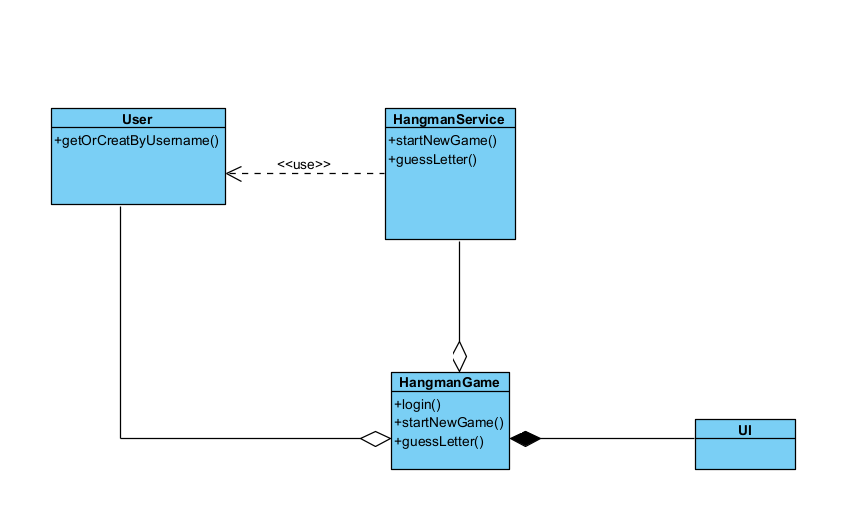 User
+getOrCreatByUsername()
<<use>>
HangmanService
+startNewGame()
+guessLetter()
HangmanGame
+login()
+startNewGame()
+guessLetter()
UI